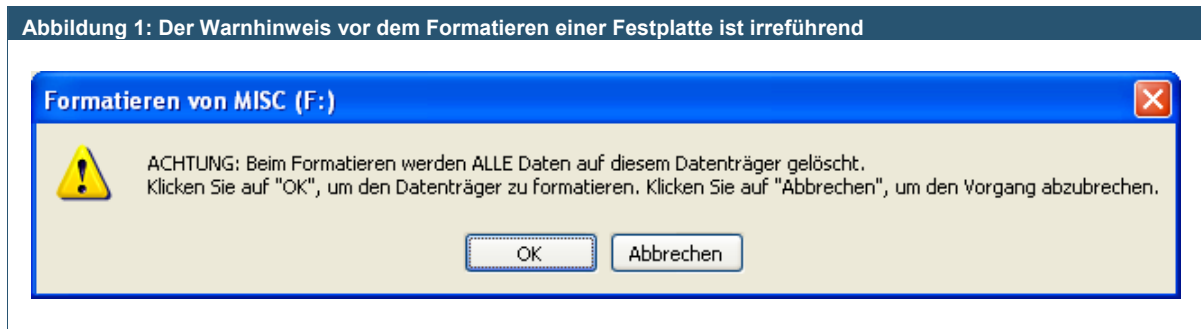 Abbildung 1: Der Warnhinweis vor dem Formatieren einer Festplatte ist irreführend
Formatieren von MISC (F:)
ACHTUNG: Beim Formatieren werden ALLE Daten auf diesem Datenträger gelöscht.
Klicken Sie auf "OK", um den Datenträger zu formatieren. Klicken Sie auf "Abbrechen", um den Vorgang abzubrechen.
OK
Abbrechen